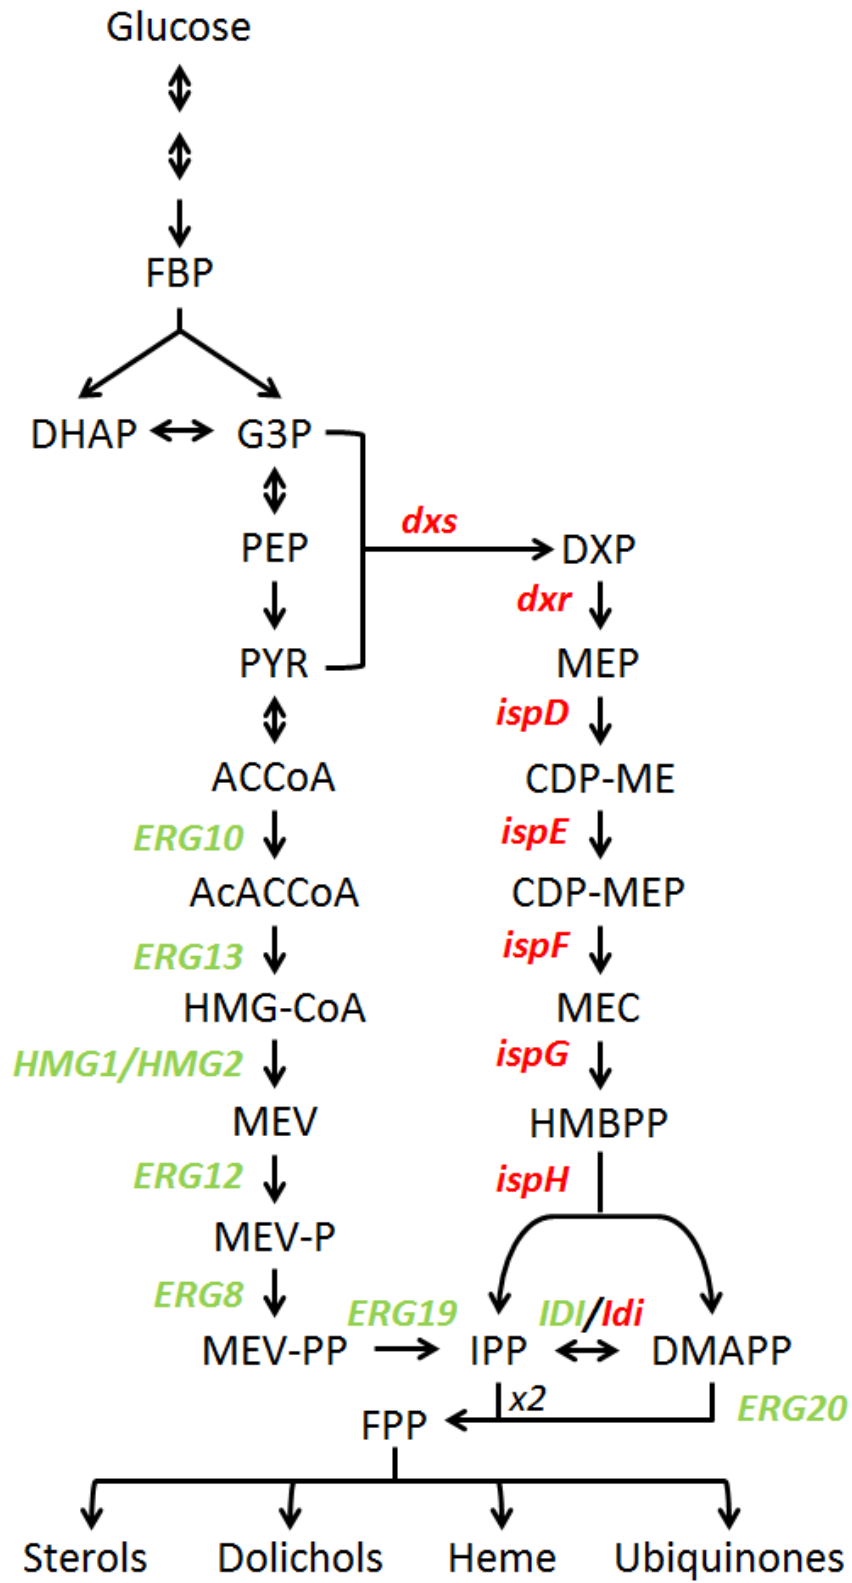 Glucose
FBP
DHAP
G3P
dxs
PEP
DXP
dxr
PYR
MEP
ispD
ACCoA
CDP-ME
ERG10
ispE
AcACCoA
CDP-MEP
ERG13
ispF
HMG-CoA
MEC
HMG1/HMG2
ispG
MEV
HMBPP
ERG12
ispH
MEV-P
ERG8
ERG19
IDI/Idi
MEV-PP
IPP
DMAPP
x2
ERG20
FPP
Sterols
Dolichols
Heme
Ubiquinones